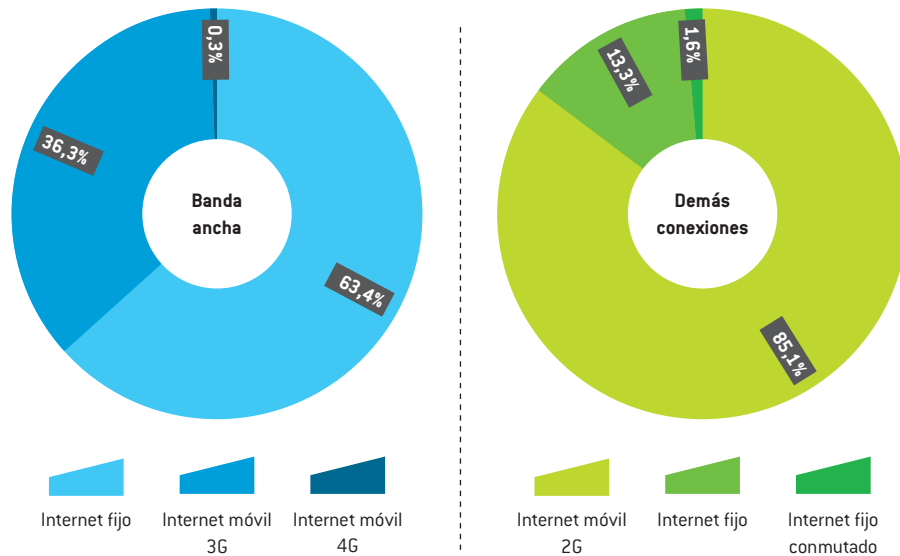 0,3%
36,3%
Banda
ancha
63,4%
Internet fijo
Internet móvil
3G
Internet móvil
4G
1,6%
13,3%
Demás
conexiones
85,1%
Internet móvil
2G
Internet fijo
Internet fijo
conmutado